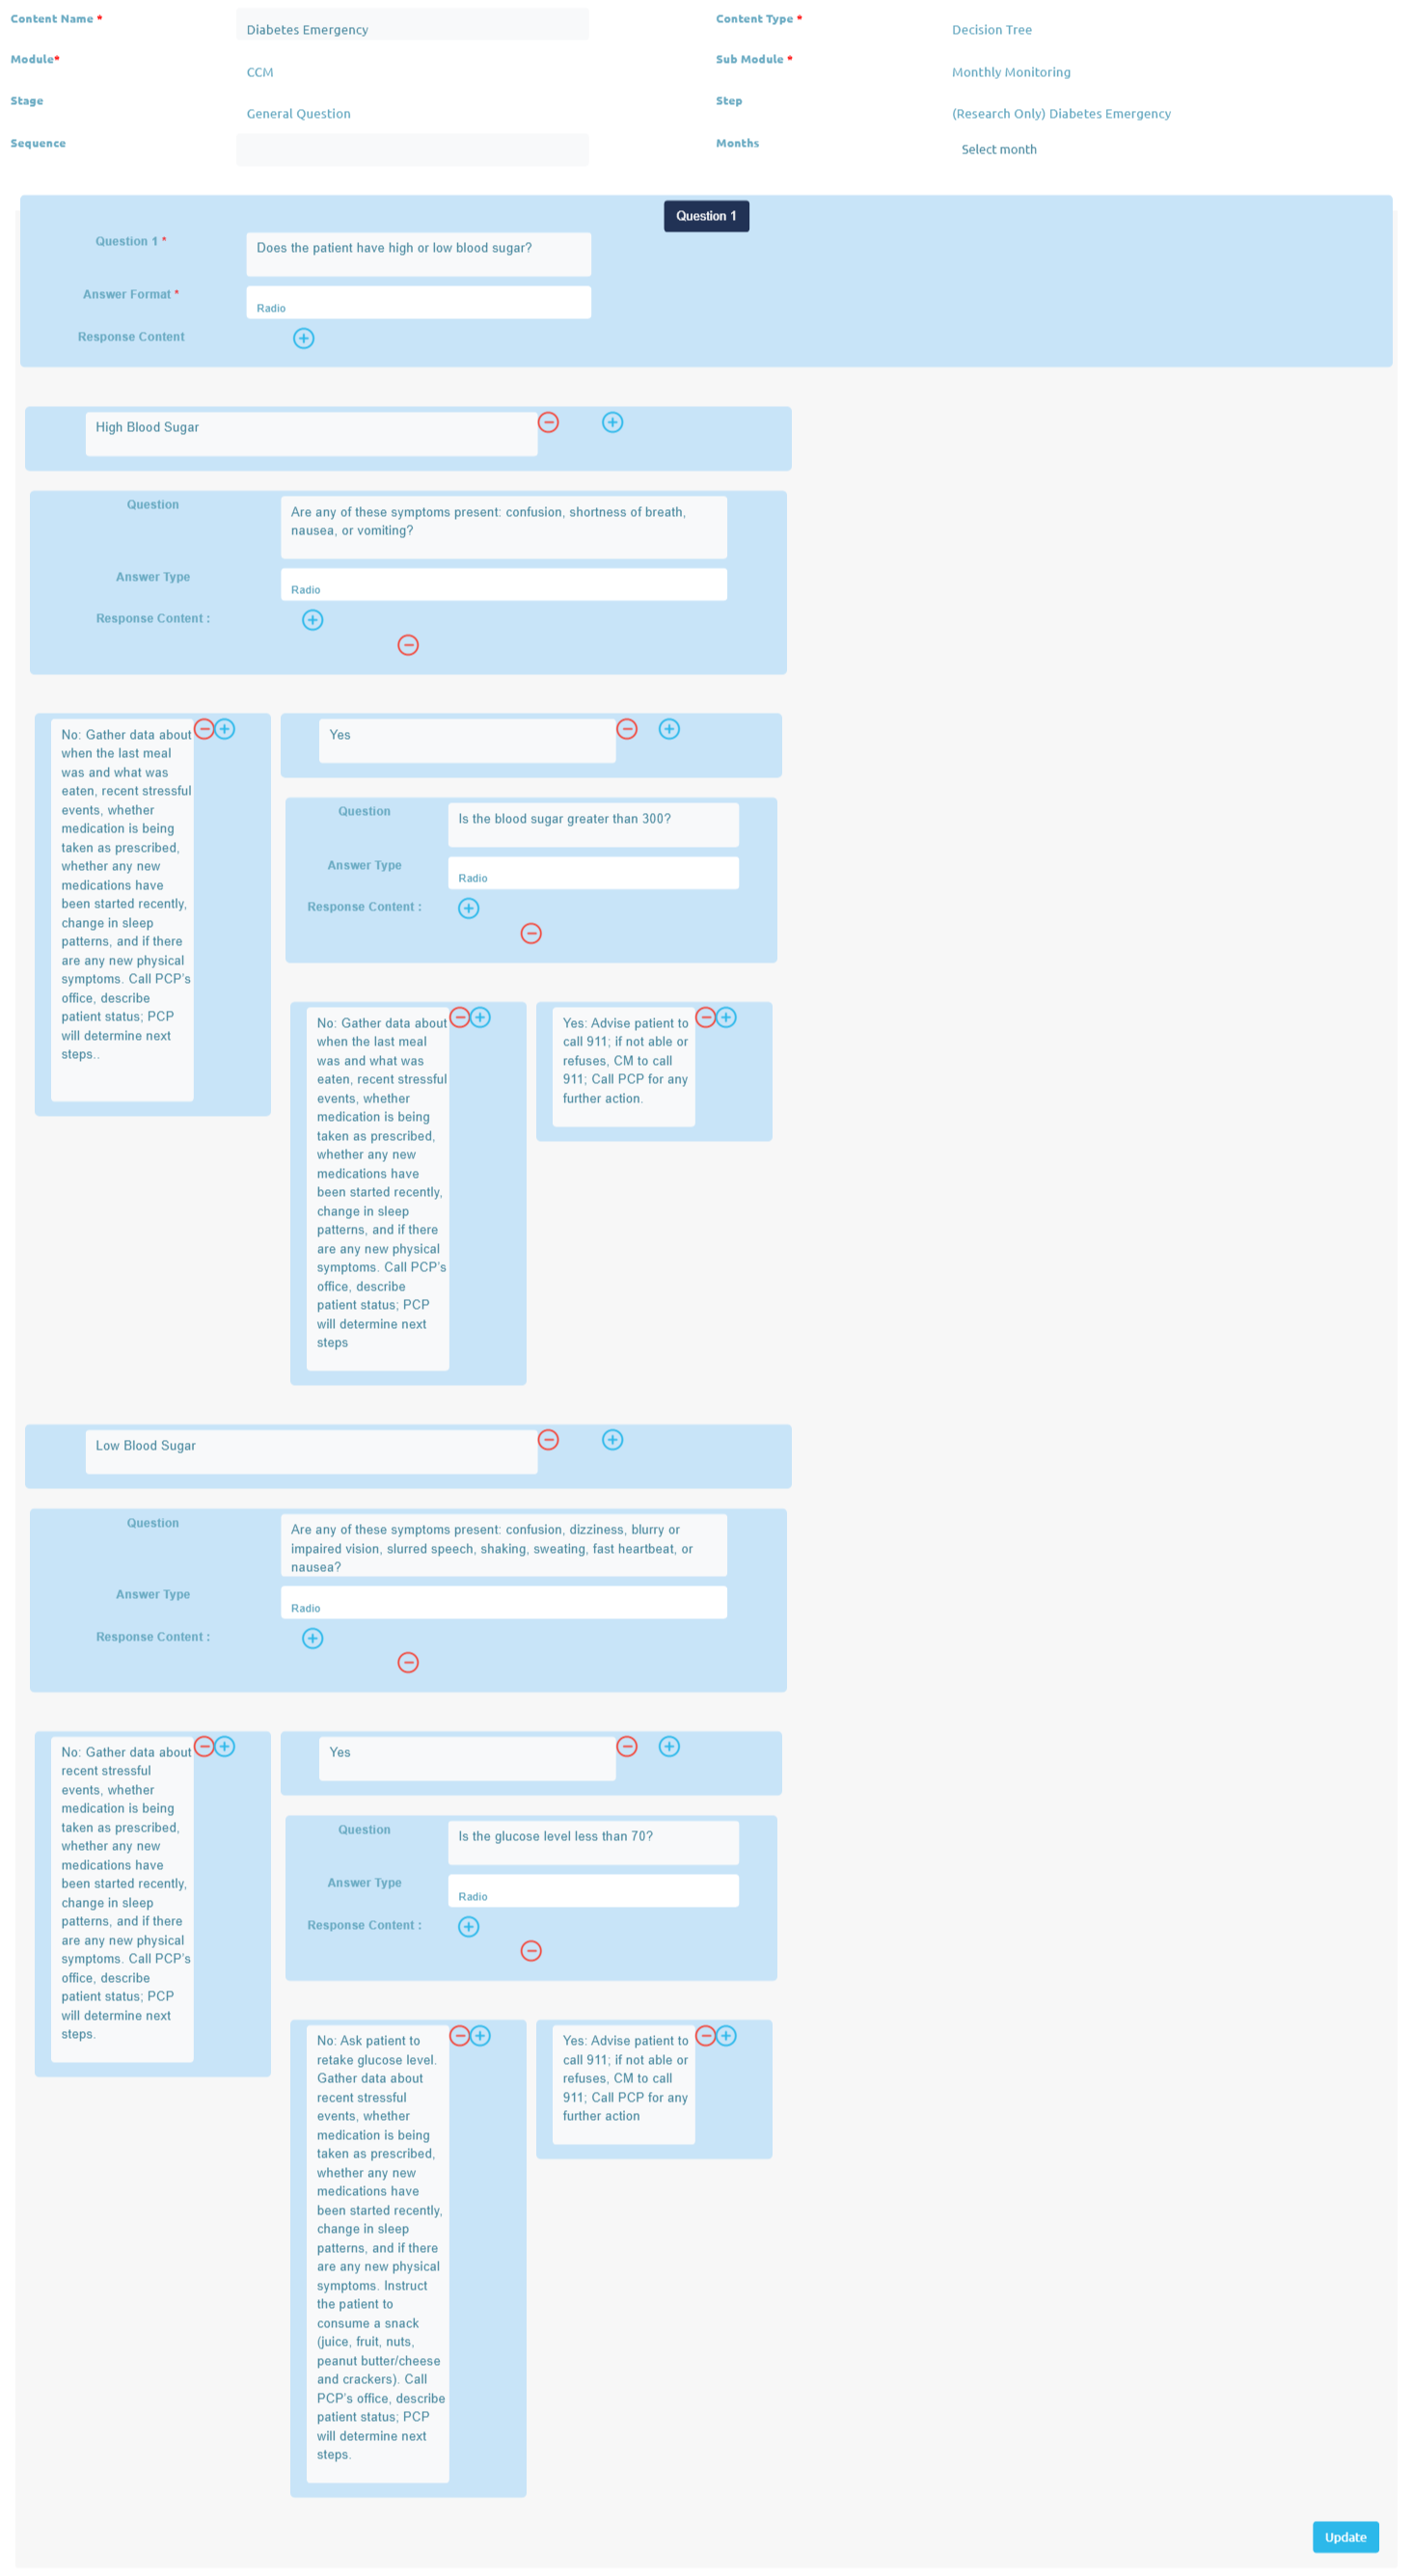 Content Name *
Diabetes Emergency
Content Type *
Decision Tree
Module*
CCM
Sub Module *
Monthly Monitoring
Stage
General Question
Step
(Research Only) Diabetes Emergency
Sequence
Months
Select month
Question 1
Question 1 *
Does the patient have high or low blood sugar?
Answer Format *
Radio
Response Content
High Blood Sugar
Question
Are any of these symptoms present: confusion, shortness of breath,
nausea, or vomiting?
Answer Type
Radio
Response Content :
No: Gather data about
when the last meal
was and what was
eaten, recent stressful
events, whether
medication is being
taken as prescribed,
whether any new
medications have
been started recently,
change in sleep
patterns, and if there
are any new physical
symptoms. Call PCP's
office, describe
patient status; PCP
will determine next
steps..
Yes
Question
Is the blood sugar greater than 300?
Answer Type
Radio
Response Content :
No: Gather data about
when the last meal
was and what was
eaten, recent stressful
events, whether
medication is being
taken as prescribed,
whether any new
medications have
been started recently,
change in sleep
patterns, and if there
are any new physical
symptoms. Call PCP's
office, describe
patient status; PCP
will determine next
steps
Yes: Advise patient to
call 911; if not able or
refuses, CM to call
911; Call PCP for any
further action.
Low Blood Sugar
Question
Are any of these symptoms present: confusion, dizziness, blurry or
impaired vision, slurred speech, shaking, sweating, fast heartbeat, or
nausea?
Answer Type
Radio
Response Content :
No: Gather data about
recent stressful
events, whether
medication is being
taken as prescribed,
whether any new
medications have
been started recently,
change in sleep
patterns, and if there
are any new physical
symptoms. Call PCP's
office, describe
patient status; PCP
will determine next
steps.
Yes
Question
Is the glucose level less than 70?
Answer Type
Radio
Response Content :
No: Ask patient to
retake glucose level.
Gather data about
recent stressful
events, whether
medication is being
taken as prescribed,
whether any new
medications have
been started recently,
change in sleep
patterns, and if there
are any new physical
symptoms. Instruct
the patient to
consume a snack
(juice, fruit, nuts,
peanut butter/cheese
and crackers). Call
PCP's office, describe
patient status; PCP
will determine next
steps.
Yes: Advise patient to
call 911; if not able or
refuses, CM to call
911; Call PCP for any
further action
Update